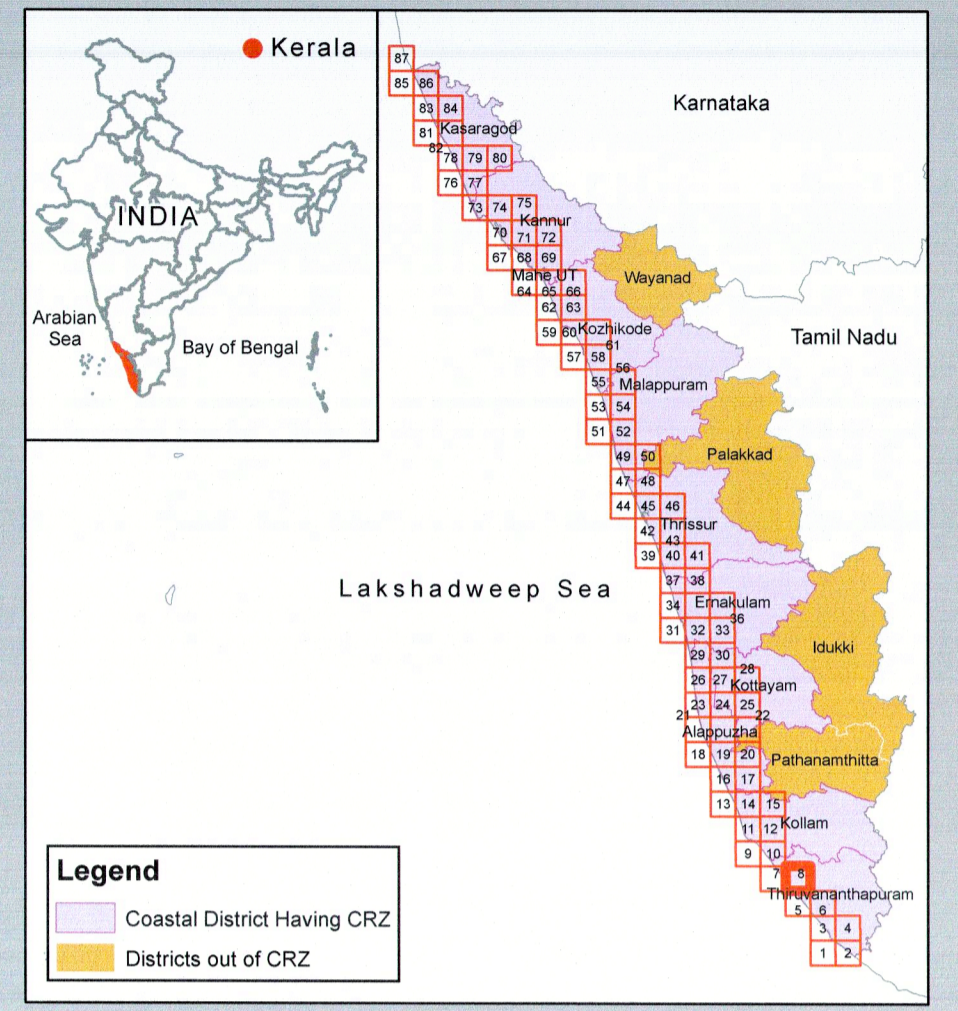 Kerala
INDIA
Arabian
Sea
Bay of Bengal
Karnataka
87
85 86
83 84
81 Kasaragod
82
78 79 80
76 77
73 74 75
Kannur
70 71 72
67 68 69
Mahe UT
64 65 66
Wayanad
62 63
59 60 Kozhikode
61
Tamil Nadu
57 58
56
55 Malappuram
53 54
51 52
49 50
Palakkad
47 48
44 45 46
42 Thrissur
43
39 40 41
37 38
Lakshadweep Sea
34 Ernakulam
36
31 32 33
29 30
Idukki
28
26 27 Kottayam
23 24 25
21 22
Alappuzha
18 19 20
Pathanamthitta
16 17
13 14 15
11 12 Kollam
9 10
7 8
Thiruvananthapuram
5 6
3 4
1 2
Legend
Coastal District Having CRZ
Districts out of CRZ